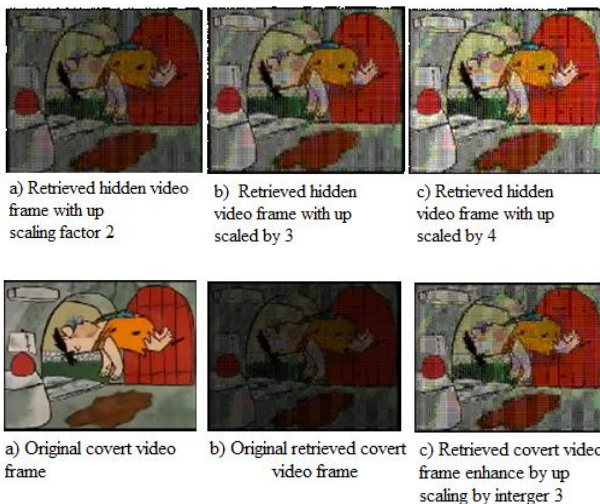 a) Retrieved hidden video
frame with up
scaling factor 2
b) Retrieved hidden
video frame with up
scaled by 3
c) Retrieved hidden
video frame with up
scaled by 4
a) Original covert video
frame
b) Original retrieved covert
video frame
c) Retrieved covert video
frame enhance by up
scaling by interger 3